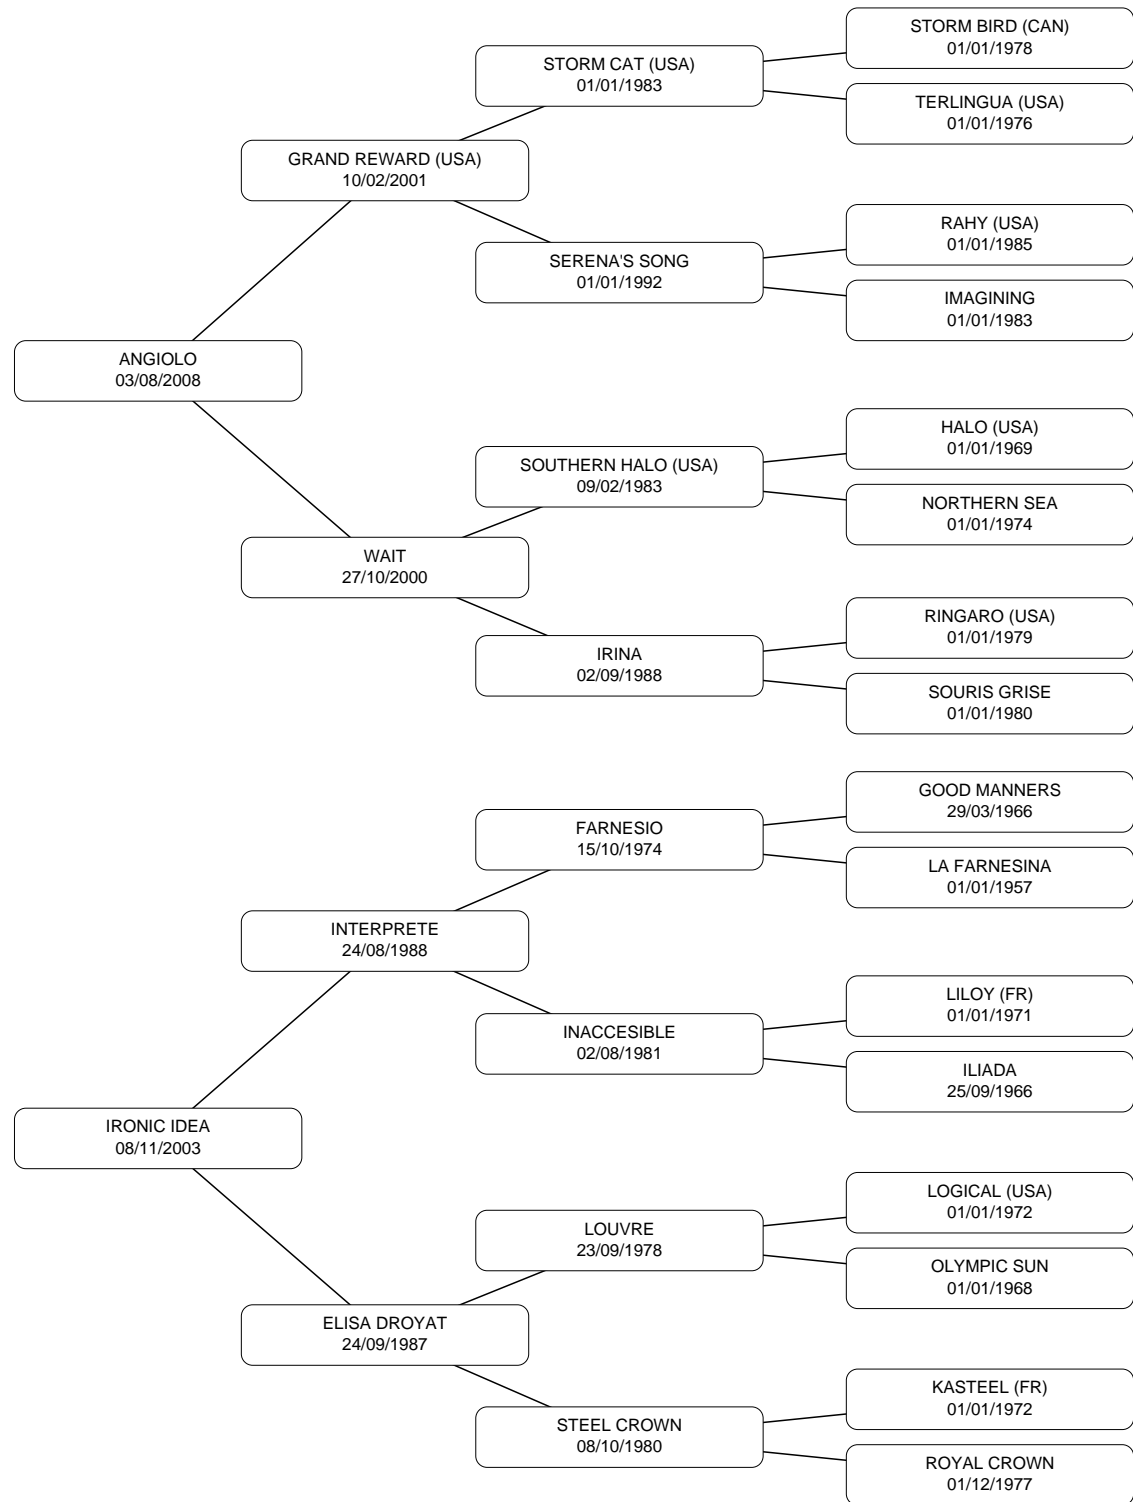 STORM BIRD (CAN)
01/01/1978
STORM CAT (USA)
01/01/1983
TERLINGUA (USA)
01/01/1976
GRAND REWARD (USA)
10/02/2001
RAHY (USA)
01/01/1985
SERENA'S SONG
01/01/1992
IMAGINING
01/01/1983
ANGIOLO
03/08/2008
HALO (USA)
01/01/1969
SOUTHERN HALO (USA)
09/02/1983
NORTHERN SEA
01/01/1974
WAIT
27/10/2000
RINGARO (USA)
01/01/1979
IRINA
02/09/1988
SOURIS GRISE
01/01/1980
GOOD MANNERS
29/03/1966
FARNESIO
15/10/1974
LA FARNESINA
01/01/1957
INTERPRETE
24/08/1988
LILOY (FR)
01/01/1971
INACCESIBLE
02/08/1981
ILIADA
25/09/1966
IRONIC IDEA
08/11/2003
LOGICAL (USA)
01/01/1972
LOUVRE
23/09/1978
OLYMPIC SUN
01/01/1968
ELISA DROYAT
24/09/1987
KASTEEL (FR)
01/01/1972
STEEL CROWN
08/10/1980
ROYAL CROWN
01/12/1977